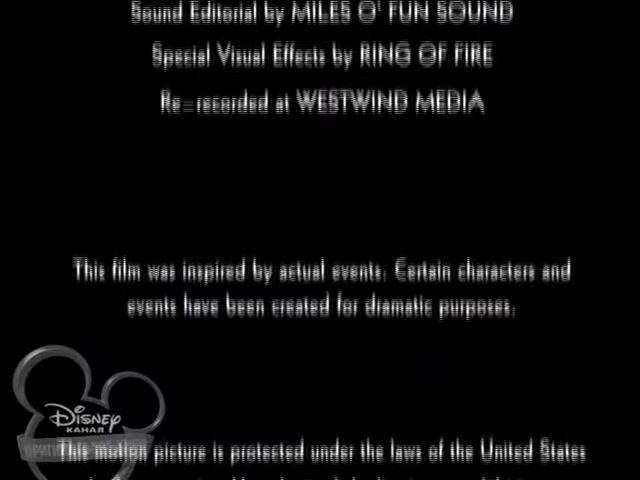 Sound Editorial by MILES O' FUN SOUND
Special Visual Effects by RING OF FIRE
Re-recorded at WESTWIND MEDIA
This film was inspired by actual events. Certain characters and
events have been created for dramatic purposes.
DISNEY
КАНАЛ
This motion picture is protected under the laws of the United States